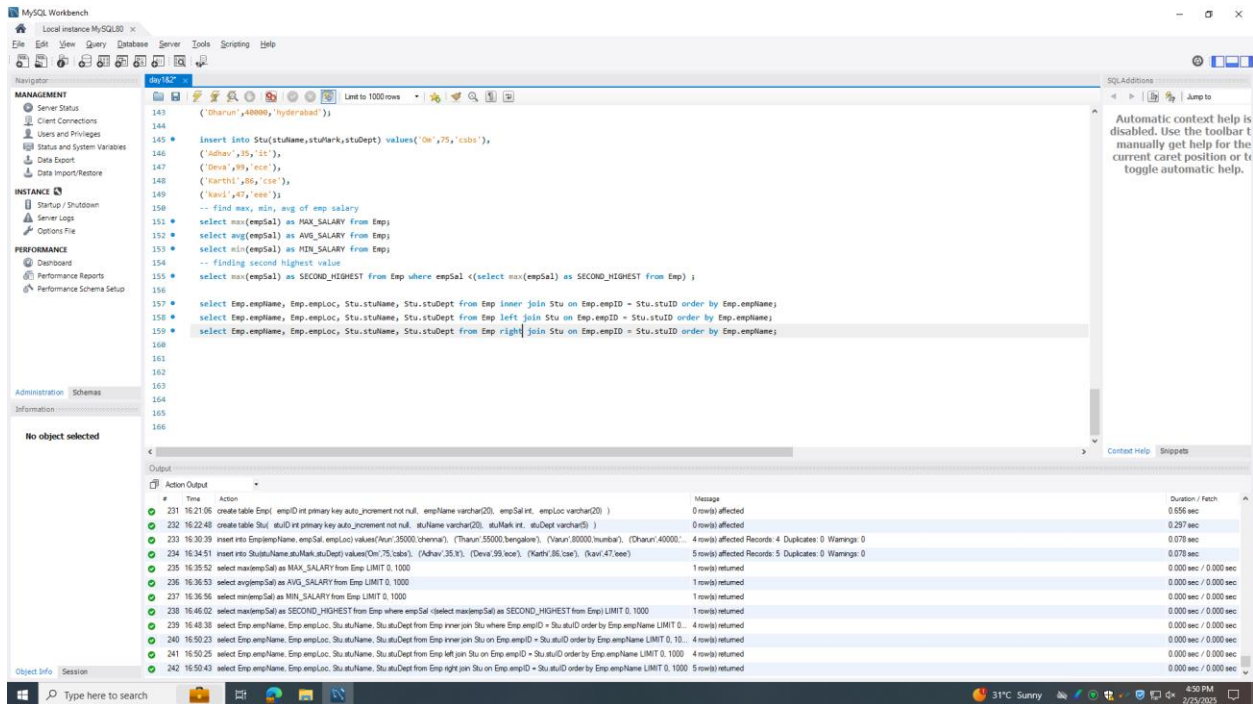 MySQL Workbench
Local instance MySQL80
File Edit View Query Database Server Tools Scripting Help
Navigator
MANAGEMENT
Server Status
Client Connections
Users and Privileges
Status and System Variables
Data Export
Data Import/Restore
INSTANCE
Startup / Shutdown
Server Logs
Options File
PERFORMANCE
Dashboard
Performance Reports
Performance Schema Setup
Administration Schemas
Information
No object selected
Object Info Session
day1&2*
Limit to 1000 rows
143 ('Dharun',40000,'hyderabad');
144
145 insert into Stu(stuName,stuMark,stuDept) values('Om',75,'csbs'),
146 ('Adhav',35,'it'),
147 ('Deva',99,'ece'),
148 ('Karthi',86,'cse'),
149 ('kavi',47,'eee');
150 -- find max, min, avg of emp salary
151 select max(empSal) as MAX_SALARY from Emp;
152 select avg(empSal) as AVG_SALARY from Emp;
153 select min(empSal) as MIN_SALARY from Emp;
154 -- finding second highest value
155 select max(empSal) as SECOND_HIGHEST from Emp where empSal <(select max(empSal) as SECOND_HIGHEST from Emp) ;
156
157 select Emp.empName, Emp.empLoc, Stu.stuName, Stu.stuDept from Emp inner join Stu on Emp.empID = Stu.stuID order by Emp.empName;
158 select Emp.empName, Emp.empLoc, Stu.stuName, Stu.stuDept from Emp left join Stu on Emp.empID = Stu.stuID order by Emp.empName;
159 select Emp.empName, Emp.empLoc, Stu.stuName, Stu.stuDept from Emp right join Stu on Emp.empID = Stu.stuID order by Emp.empName;
160
161
162
163
164
165
166
SQLAdditions
Jump to
Automatic context help is
disabled. Use the toolbar t
manually get help for the
current caret position or to
toggle automatic help.
Context Help Snippets
Output
Action Output
# Time Action Message Duration / Fetch
231 16:21:06 create table Emp( empID int primary key auto_increment not null, empName varchar(20), empSal int, empLoc varchar(20) ) 0 row(s) affected 0.656 sec
232 16:22:48 create table Stu( stuID int primary key auto_increment not null, stuName varchar(20), stuMark int, stuDept varchar(5) ) 0 row(s) affected 0.297 sec
233 16:30:39 insert into Emp(empName, empSal, empLoc) values('Arun',35000,'chennai'), ('Tharun',55000,'bengalore'), ('Varun',80000,'mumbai'), ('Dharun',40000,'... 4 row(s) affected Records: 4 Duplicates: 0 Warnings: 0 0.078 sec
234 16:34:51 insert into Stu(stuName,stuMark,stuDept) values('Om',75,'csbs'), ('Adhav',35,'it'), ('Deva',99,'ece'), ('Karthi',86,'cse'), ('kavi',47,'eee') 5 row(s) affected Records: 5 Duplicates: 0 Warnings: 0 0.078 sec
235 16:35:52 select max(empSal) as MAX_SALARY from Emp LIMIT 0, 1000 1 row(s) returned 0.000 sec / 0.000 sec
236 16:36:53 select avg(empSal) as AVG_SALARY from Emp LIMIT 0, 1000 1 row(s) returned 0.000 sec / 0.000 sec
237 16:36:56 select min(empSal) as MIN_SALARY from Emp LIMIT 0, 1000 1 row(s) returned 0.000 sec / 0.000 sec
238 16:46:02 select max(empSal) as SECOND_HIGHEST from Emp where empSal <(select max(empSal) as SECOND_HIGHEST from Emp) LIMIT 0, 1000 1 row(s) returned 0.000 sec / 0.000 sec
239 16:48:38 select Emp.empName, Emp.empLoc, Stu.stuName, Stu.stuDept from Emp inner join Stu where Emp.empID = Stu.stuID order by Emp.empName LIMIT 0... 4 row(s) returned 0.000 sec / 0.000 sec
240 16:50:23 select Emp.empName, Emp.empLoc, Stu.stuName, Stu.stuDept from Emp inner join Stu on Emp.empID = Stu.stuID order by Emp.empName LIMIT 0, 10... 4 row(s) returned 0.000 sec / 0.000 sec
241 16:50:25 select Emp.empName, Emp.empLoc, Stu.stuName, Stu.stuDept from Emp left join Stu on Emp.empID = Stu.stuID order by Emp.empName LIMIT 0, 1000 4 row(s) returned 0.000 sec / 0.000 sec
242 16:50:43 select Emp.empName, Emp.empLoc, Stu.stuName, Stu.stuDept from Emp right join Stu on Emp.empID = Stu.stuID order by Emp.empName LIMIT 0, 1000 5 row(s) returned 0.000 sec / 0.000 sec
Type here to search
31°C Sunny
4:50 PM
2/25/2025